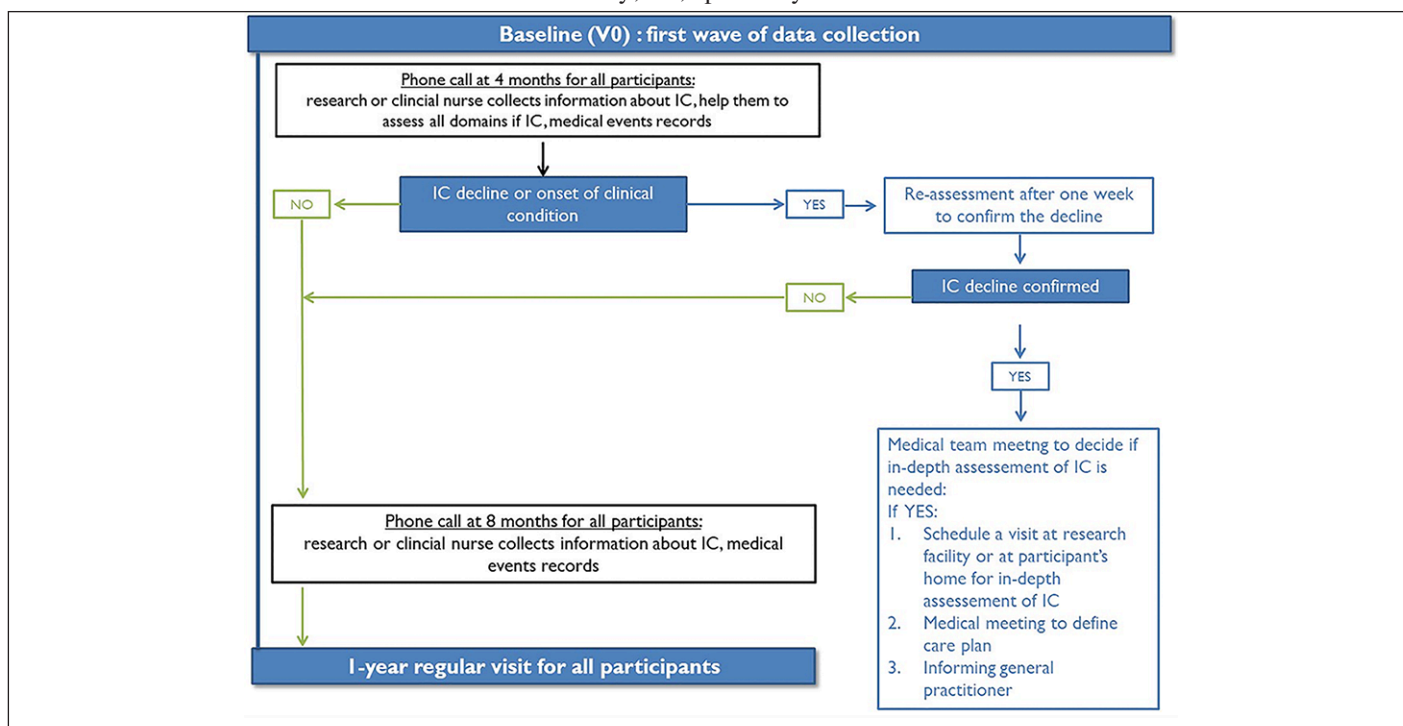 Baseline (V0) : first wave of data collection
Phone call at 4 months for all participants:
research or clincial nurse collects information about IC, help them to
assess all domains if IC, medical events records
IC decline or onset of clinical
condition
NO
YES
Re-assessment after one week
to confirm the decline
IC decline confirmed
NO
YES
Medical team meetng to decide if
in-depth assessement of IC is
needed:
If YES:
1. Schedule a visit at research
facility or at participant's
home for in-depth
assessment of IC
2. Medical meeting to define
care plan
3. Informing general
practitioner
Phone call at 8 months for all participants:
research or clincial nurse collects information about IC, medical
events records
1-year regular visit for all participants